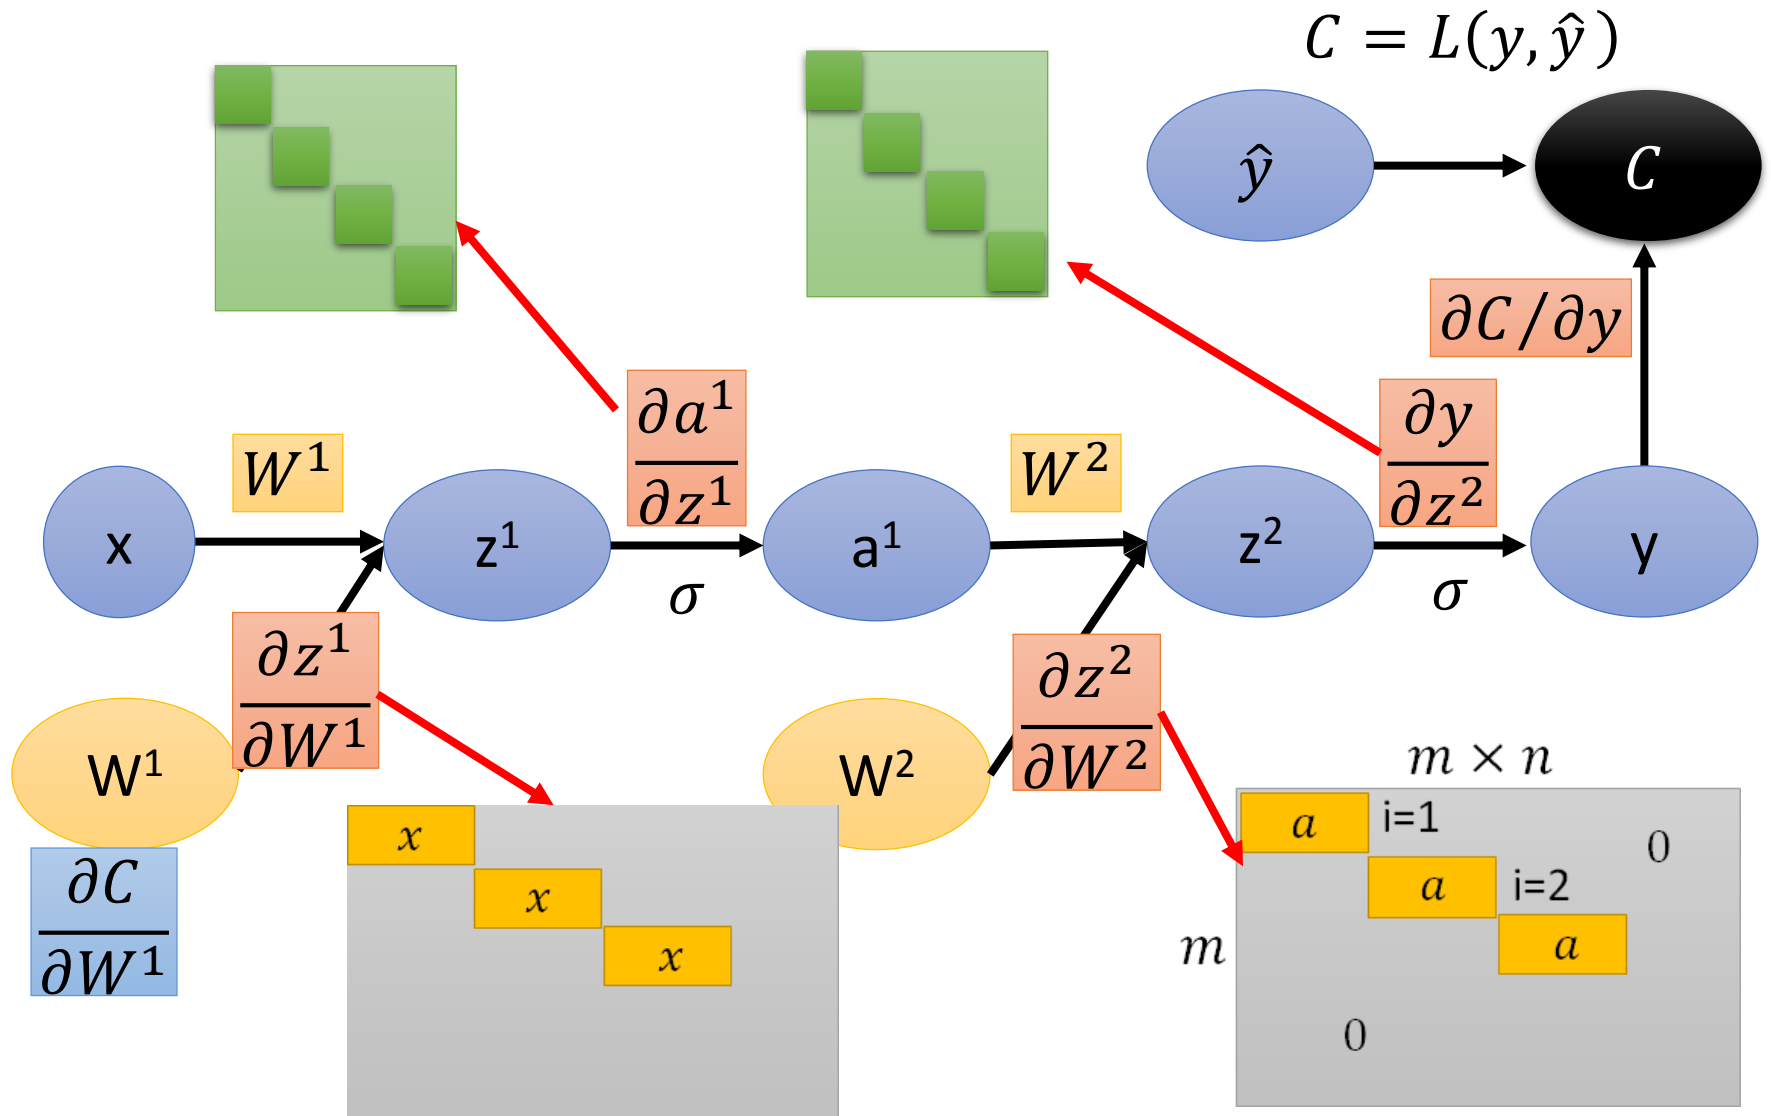 C = L(y, ŷ)
ŷ
C
∂C/∂y
∂a¹
∂z¹
∂y
∂z²
W¹
W²
x
z¹
a¹
z²
y
σ
σ
∂z¹
∂W¹
∂z²
∂W²
W¹
W²
m × n
x
a
i=1
0
x
a
i=2
∂C
∂W¹
x
m
a
0